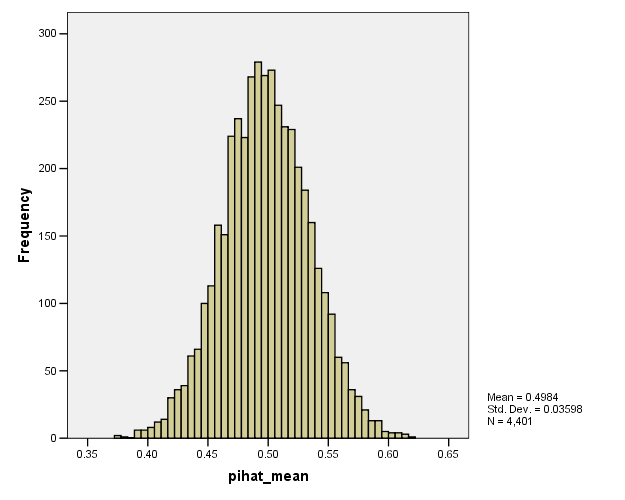 300
250
200
150
100
50
0
Frequency
0.35 0.40 0.45 0.50 0.55 0.60 0.65
pihat_mean
Mean = 0.4984
Std. Dev. = 0.03598
N = 4,401